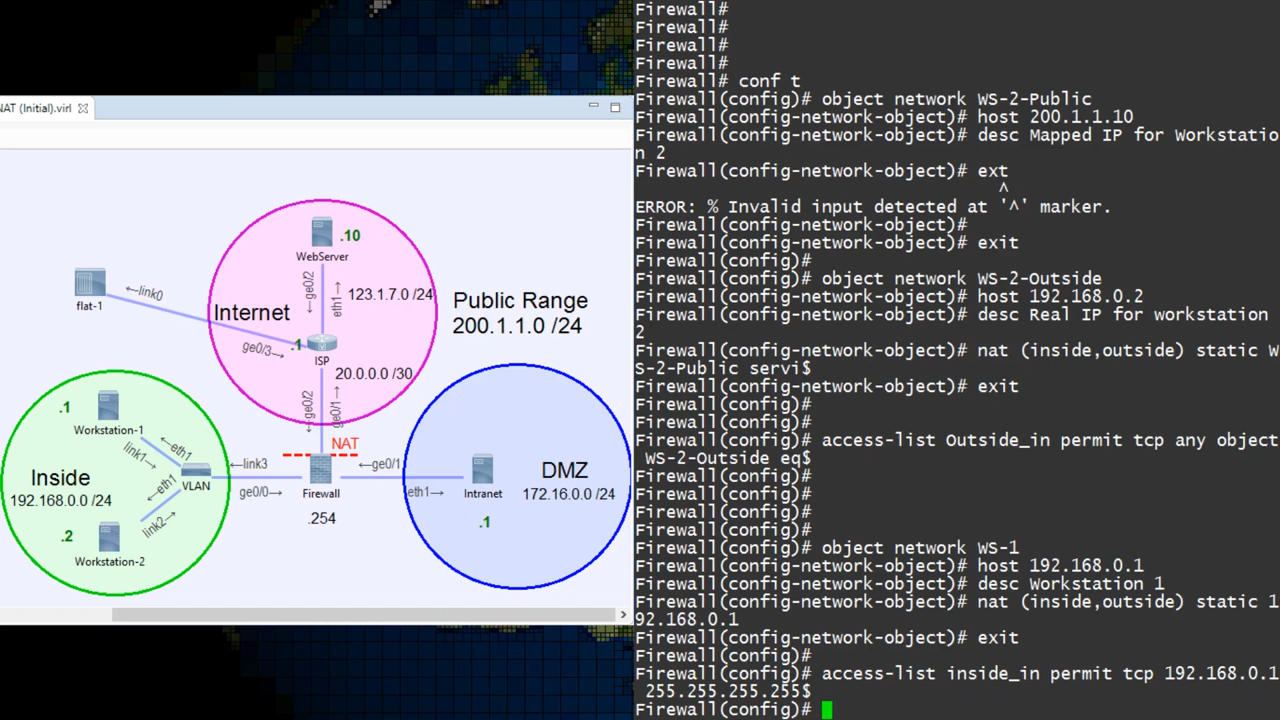 NAT (Initial).virl
.10
WebServer
←ge0/2
eth1→
123.1.7.0 /24
Internet
Public Range
200.1.1.0 /24
flat-1
←link0
ge0/3→
.1
ISP
20.0.0.0 /30
←ge0/2
ge0/1→
NAT
.1
Workstation-1
←eth1
link1→
Inside
192.168.0.0 /24
VLAN
←link3
ge0/0→
←eth1
link2→
.2
Workstation-2
Firewall
.254
←ge0/1
eth1→
Intranet
.1
DMZ
172.16.0.0 /24
Firewall#
Firewall#
Firewall#
Firewall#
Firewall# conf t
Firewall(config)# object network WS-2-Public
Firewall(config-network-object)# host 200.1.1.10
Firewall(config-network-object)# desc Mapped IP for Workstatio
n 2
Firewall(config-network-object)# ext
^
ERROR: % Invalid input detected at '^' marker.
Firewall(config-network-object)#
Firewall(config-network-object)# exit
Firewall(config)#
Firewall(config)# object network WS-2-Outside
Firewall(config-network-object)# host 192.168.0.2
Firewall(config-network-object)# desc Real IP for workstation
2
Firewall(config-network-object)# nat (inside,outside) static W
S-2-Public servi$
Firewall(config-network-object)# exit
Firewall(config)#
Firewall(config)#
Firewall(config)# access-list Outside_in permit tcp any object
WS-2-Outside eq$
Firewall(config)#
Firewall(config)#
Firewall(config)#
Firewall(config)#
Firewall(config)# object network WS-1
Firewall(config-network-object)# host 192.168.0.1
Firewall(config-network-object)# desc Workstation 1
Firewall(config-network-object)# nat (inside,outside) static 1
92.168.0.1
Firewall(config-network-object)# exit
Firewall(config)#
Firewall(config)# access-list inside_in permit tcp 192.168.0.1
255.255.255.255$
Firewall(config)#